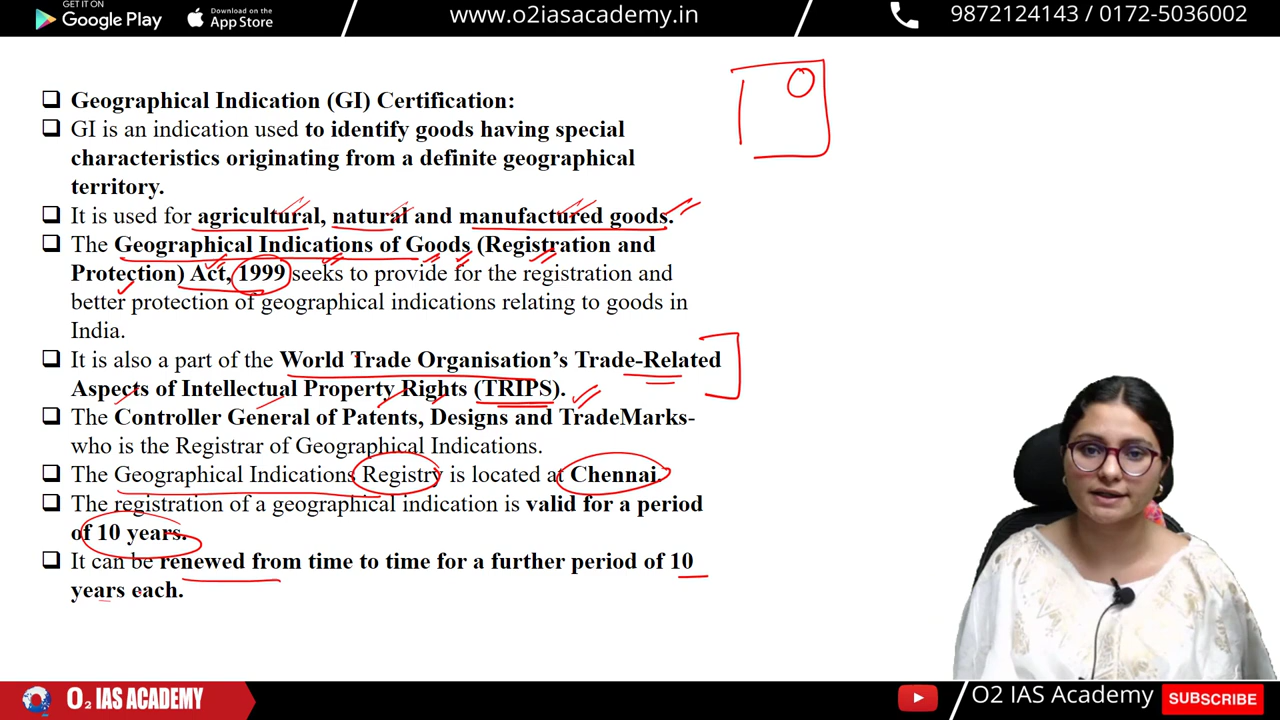 GET IT ON
Google Play
Download on the
App Store
www.o2iasacademy.in
9872124143 / 0172-5036002
❑ Geographical Indication (GI) Certification:
❑ GI is an indication used to identify goods having special
characteristics originating from a definite geographical
territory.
❑ It is used for agricultural, natural and manufactured goods.
❑ The Geographical Indications of Goods (Registration and
Protection) Act, 1999 seeks to provide for the registration and
better protection of geographical indications relating to goods in
India.
❑ It is also a part of the World Trade Organisation’s Trade-Related
Aspects of Intellectual Property Rights (TRIPS).
❑ The Controller General of Patents, Designs and TradeMarks-
who is the Registrar of Geographical Indications.
❑ The Geographical Indications Registry is located at Chennai.
❑ The registration of a geographical indication is valid for a period
of 10 years.
❑ It can be renewed from time to time for a further period of 10
years each.
O2 IAS ACADEMY
O2 IAS Academy
SUBSCRIBE